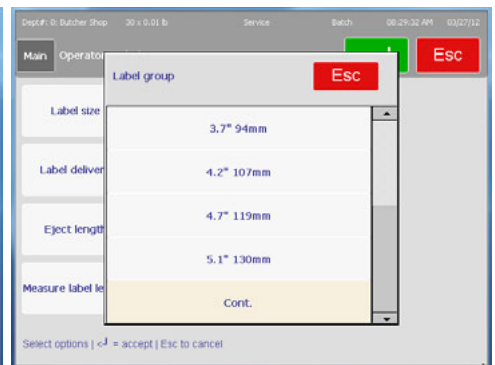 Dept#: 0: Butcher Shop 30 x 0.01 lb Service Batch 08:29:32 AM 03/27/12
Main Operator Esc
Label group Esc
Label size
3.7" 94mm
Label deliver
4.2" 107mm
4.7" 119mm
Eject length
5.1" 130mm
Measure label le
Cont.
Select options | <┘ = accept | Esc to cancel